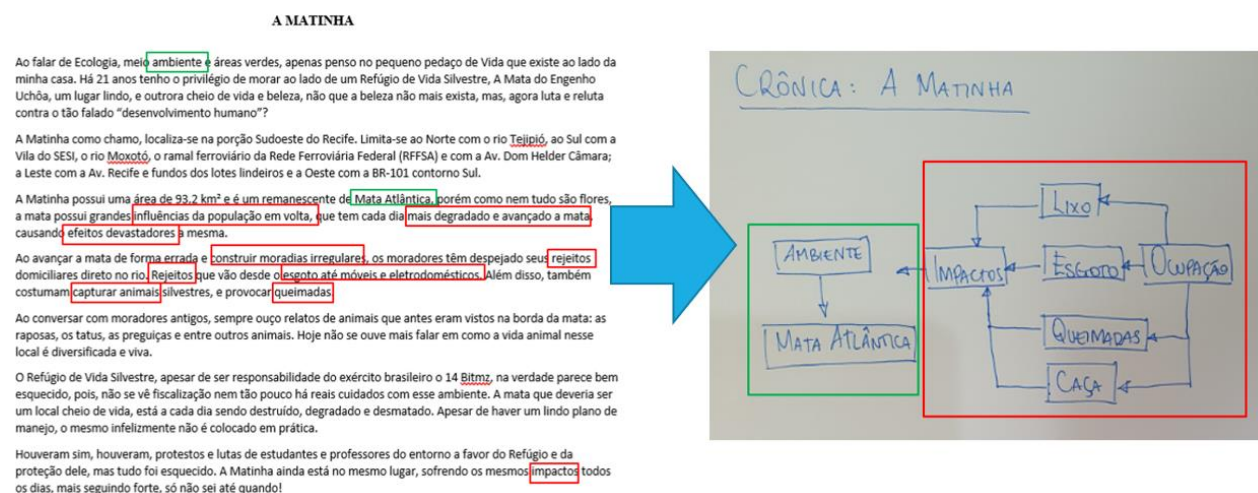 A MATINHA
Ao falar de Ecologia, meio ambiente e áreas verdes, apenas penso no pequeno pedaço de Vida que existe ao lado da
minha casa. Há 21 anos tenho o privilégio de morar ao lado de um Refúgio de Vida Silvestre, A Mata do Engenho
Uchôa, um lugar lindo, e outrora cheio de vida e beleza, não que a beleza não mais exista, mas, agora luta e reluta
contra o tão falado “desenvolvimento humano”?
A Matinha como chamo, localiza-se na porção Sudoeste do Recife. Limita-se ao Norte com o rio Tejipió, ao Sul com a
Vila do SESI, o rio Moxotó, o ramal ferroviário da Rede Ferroviária Federal (RFFSA) e com a Av. Dom Helder Câmara;
a Leste com a Av. Recife e fundos dos lotes lindeiros e a Oeste com a BR-101 contorno Sul.
A Matinha possui uma área de 93,2 km² e é um remanescente de Mata Atlântica, porém como nem tudo são flores,
a mata possui grandes influências da população em volta, que tem cada dia mais degradado e avançado a mata,
causando efeitos devastadores a mesma.
Ao avançar a mata de forma errada e construir moradias irregulares, os moradores têm despejado seus rejeitos
domiciliares direto no rio. Rejeitos que vão desde o esgoto até móveis e eletrodomésticos. Além disso, também
costumam capturar animais silvestres, e provocar queimadas.
Ao conversar com moradores antigos, sempre ouço relatos de animais que antes eram vistos na borda da mata: as
raposas, os tatus, as preguiças e entre outros animais. Hoje não se ouve mais falar em como a vida animal nesse
local é diversificada e viva.
O Refúgio de Vida Silvestre, apesar de ser responsabilidade do exército brasileiro o 14 Bitmz, na verdade parece bem
esquecido, pois, não se vê fiscalização nem tão pouco há reais cuidados com esse ambiente. A mata que deveria ser
um local cheio de vida, está a cada dia sendo destruído, degradado e desmatado. Apesar de haver um lindo plano de
manejo, o mesmo infelizmente não é colocado em prática.
Houveram sim, houveram, protestos e lutas de estudantes e professores do entorno a favor do Refúgio e da
proteção dele, mas tudo foi esquecido. A Matinha ainda está no mesmo lugar, sofrendo os mesmos impactos todos
os dias, mais seguindo forte, só não sei até quando!
CRÔNICA: A MATINHA
LIXO
AMBIENTE
IMPACTOS
ESGOTO
OCUPAÇÃO
MATA ATLÂNTICA
QUEIMADAS
CAÇA